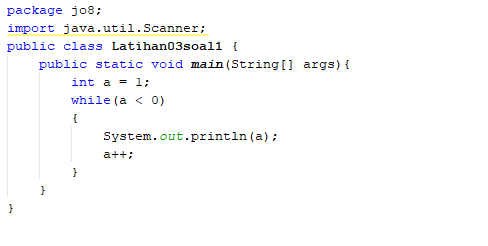 package jo8;
import java.util.Scanner;
public class Latihan03soal1 {
    public static void main(String[] args){
        int a = 1;
        while(a < 0)
        {
            System.out.println(a);
            a++;
        }
    }
}